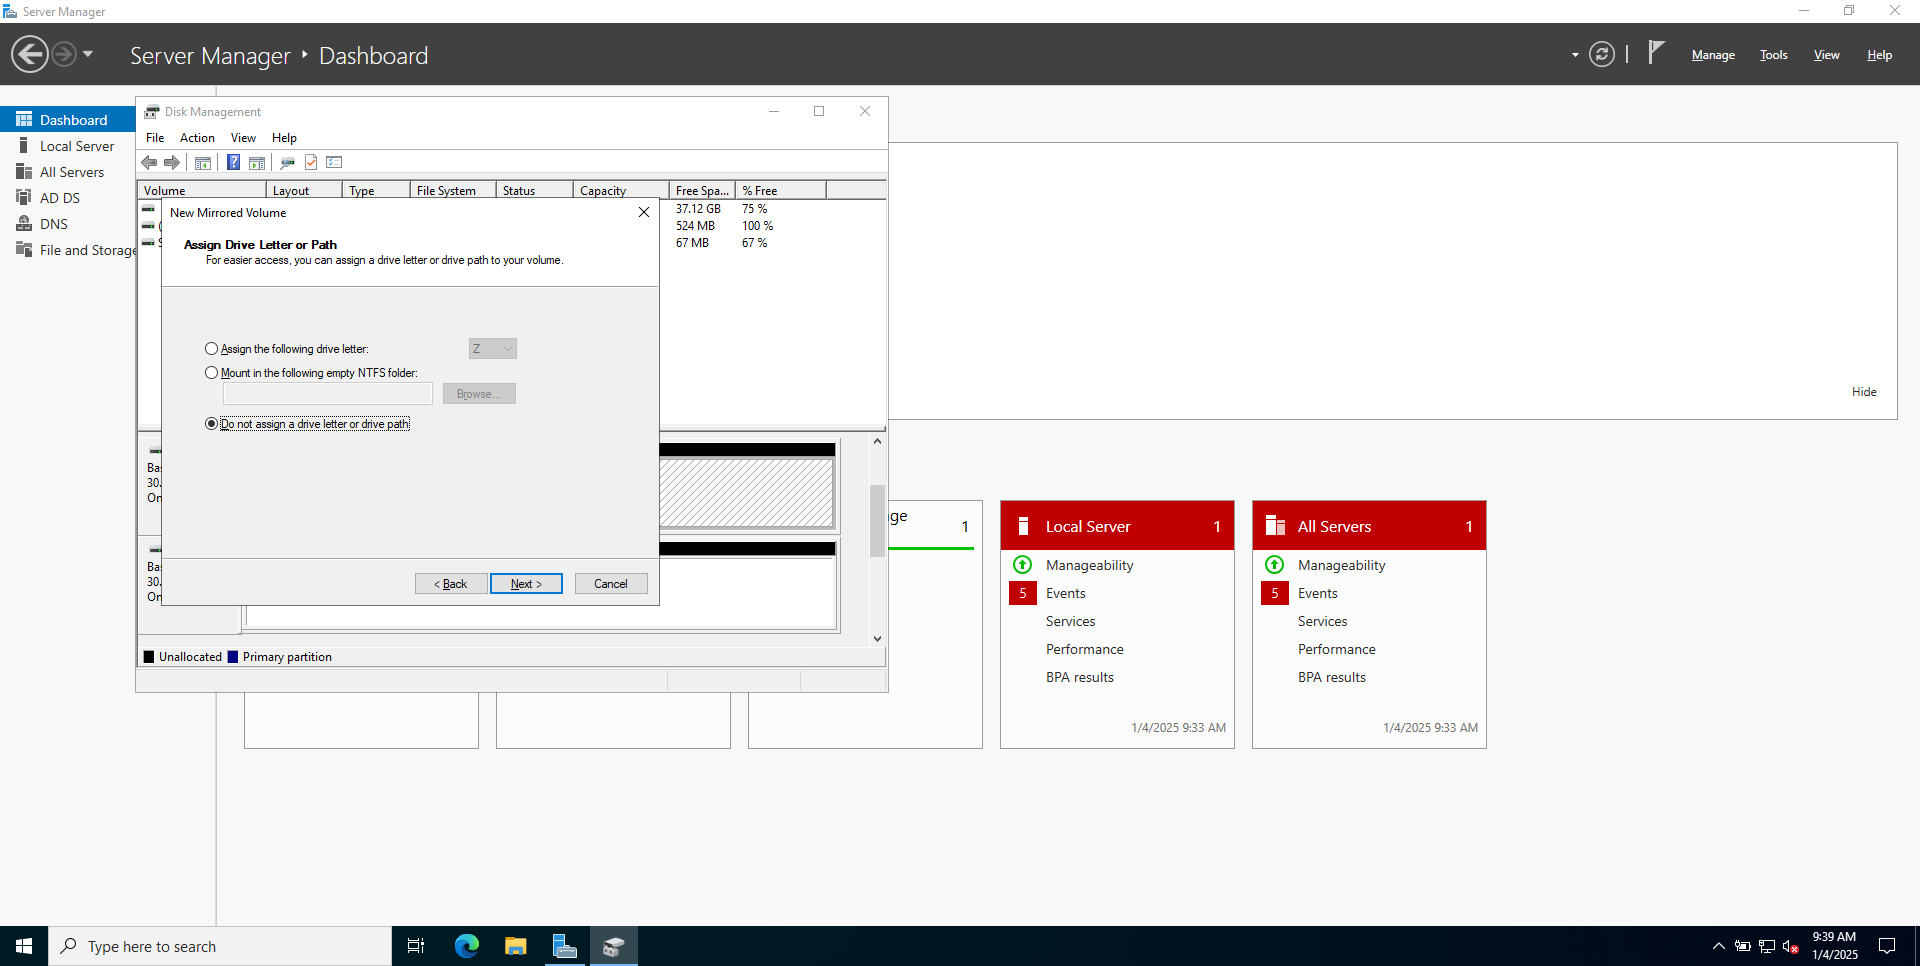 Server Manager
Server Manager ‣ Dashboard
Manage Tools View Help
Dashboard
Local Server
All Servers
AD DS
DNS
File and Storage
Disk Management
File Action View Help
Volume Layout Type File System Status Capacity Free Spa... % Free
37.12 GB 75 %
524 MB 100 %
67 MB 67 %
New Mirrored Volume
Assign Drive Letter or Path
For easier access, you can assign a drive letter or drive path to your volume.
Assign the following drive letter: Z
Mount in the following empty NTFS folder:
Browse...
Do not assign a drive letter or drive path
< Back Next > Cancel
Ba
30.
On
Ba
30.
On
Unallocated Primary partition
Hide
ge 1
Local Server 1
Manageability
5 Events
Services
Performance
BPA results
1/4/2025 9:33 AM
All Servers 1
Manageability
5 Events
Services
Performance
BPA results
1/4/2025 9:33 AM
Type here to search
9:39 AM
1/4/2025